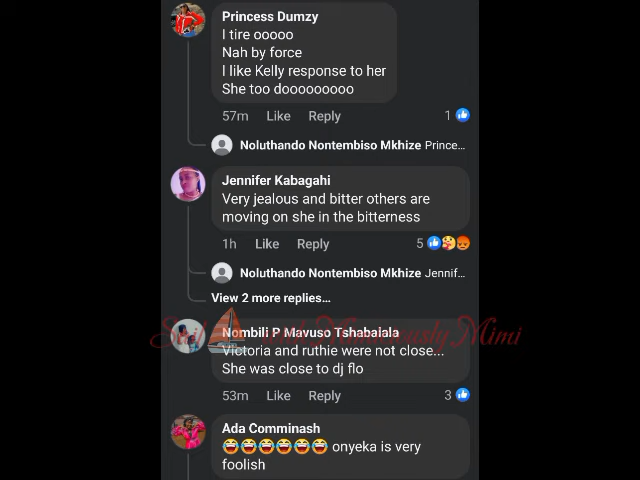 Princess Dumzy
I tire ooooo
Nah by force
I like Kelly response to her
She too dooooooooo
57m Like Reply 1
Noluthando Nontembiso Mkhize Prince...
Jennifer Kabagahi
Very jealous and bitter others are
moving on she in the bitterness
1h Like Reply 5
Noluthando Nontembiso Mkhize Jennif...
View 2 more replies...
Nombili P Mavuso Tshabalala
Victoria and ruthie were not close...
She was close to dj flo
53m Like Reply 3
Ada Comminash
😂😂😂😂😂😂 onyeka is very
foolish